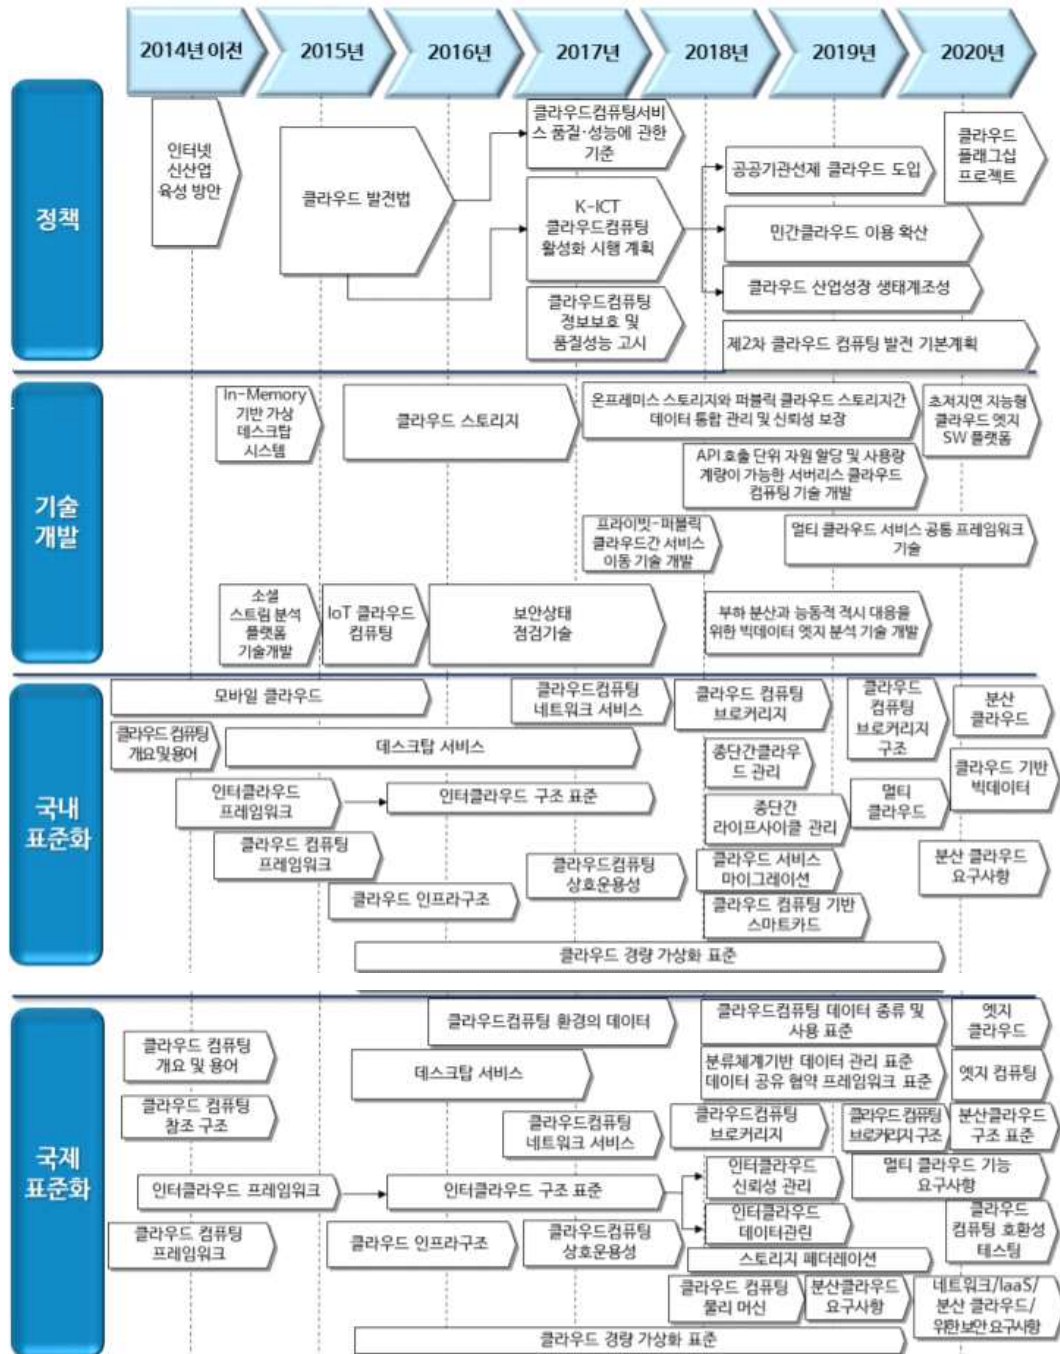 2014년 이전
2015년
2016년
2017년
2018년
2019년
2020년
정책
인터넷
신산업
육성 방안
클라우드 발전법
클라우드컴퓨팅서비
스 품질·성능에 관한
기준
K-ICT
클라우드컴퓨팅
활성화 시행 계획
클라우드컴퓨팅
정보보호 및
품질성능 고시
공공기관선제 클라우드 도입
민간클라우드 이용 확산
클라우드 산업성장 생태계조성
제2차 클라우드 컴퓨팅 발전 기본계획
클라우드
플래그십
프로젝트
기술
개발
In-Memory
기반 가상
데스크탑
시스템
클라우드 스토리지
온프레미스 스토리지와 퍼블릭 클라우드 스토리지간
데이터 통합 관리 및 신뢰성 보장
초저지연 지능형
클라우드 엣지
SW 플랫폼
API 호출 단위 자원 할당 및 사용량
계량이 가능한 서버리스 클라우드
컴퓨팅 기술 개발
프라이빗-퍼블릭
클라우드간 서비스
이동 기술 개발
멀티 클라우드 서비스 공통 프레임워크
기술
소셜
스트림 분석
플랫폼
기술개발
IoT 클라우드
컴퓨팅
보안상태
점검기술
부하 분산과 능동적 적시 대응을
위한 빅데이터 엣지 분석 기술 개발
국내
표준화
모바일 클라우드
클라우드컴퓨팅
네트워크 서비스
클라우드 컴퓨팅
브로커리지
클라우드
컴퓨팅
브로커리지
구조
분산
클라우드
클라우드 컴퓨팅
개요및용어
데스크탑 서비스
종단간클라우
드 관리
클라우드 기반
빅데이터
인터클라우드
프레임워크
인터클라우드 구조 표준
종단간
라이프사이클 관리
멀티
클라우드
클라우드 컴퓨팅
프레임워크
클라우드컴퓨팅
상호운용성
클라우드 서비스
마이그레이션
분산 클라우드
요구사항
클라우드 인프라구조
클라우드 컴퓨팅 기반
스마트카드
클라우드 경량 가상화 표준
국제
표준화
클라우드컴퓨팅 환경의 데이터
클라우드컴퓨팅 데이터 종류 및
사용 표준
엣지
클라우드
클라우드 컴퓨팅
개요 및 용어
데스크탑 서비스
분류체계기반 데이터 관리 표준
데이터 공유 협약 프레임워크 표준
엣지 컴퓨팅
클라우드 컴퓨팅
참조 구조
클라우드컴퓨팅
네트워크 서비스
클라우드컴퓨팅
브로커리지
클라우드 컴퓨팅
브로커리지 구조
분산클라우드
구조 표준
인터클라우드 프레임워크
인터클라우드 구조 표준
인터클라우드
신뢰성 관리
멀티 클라우드 기능
요구사항
클라우드 컴퓨팅
프레임워크
클라우드 인프라구조
클라우드컴퓨팅
상호운용성
인터클라우드
데이터관린
클라우드
컴퓨팅 호환성
테스팅
스토리지 페더레이션
클라우드 컴퓨팅
물리 머신
분산클라우드
요구사항
네트워크/IaaS/
분산 클라우드/
위한보안 요구사항
클라우드 경량 가상화 표준